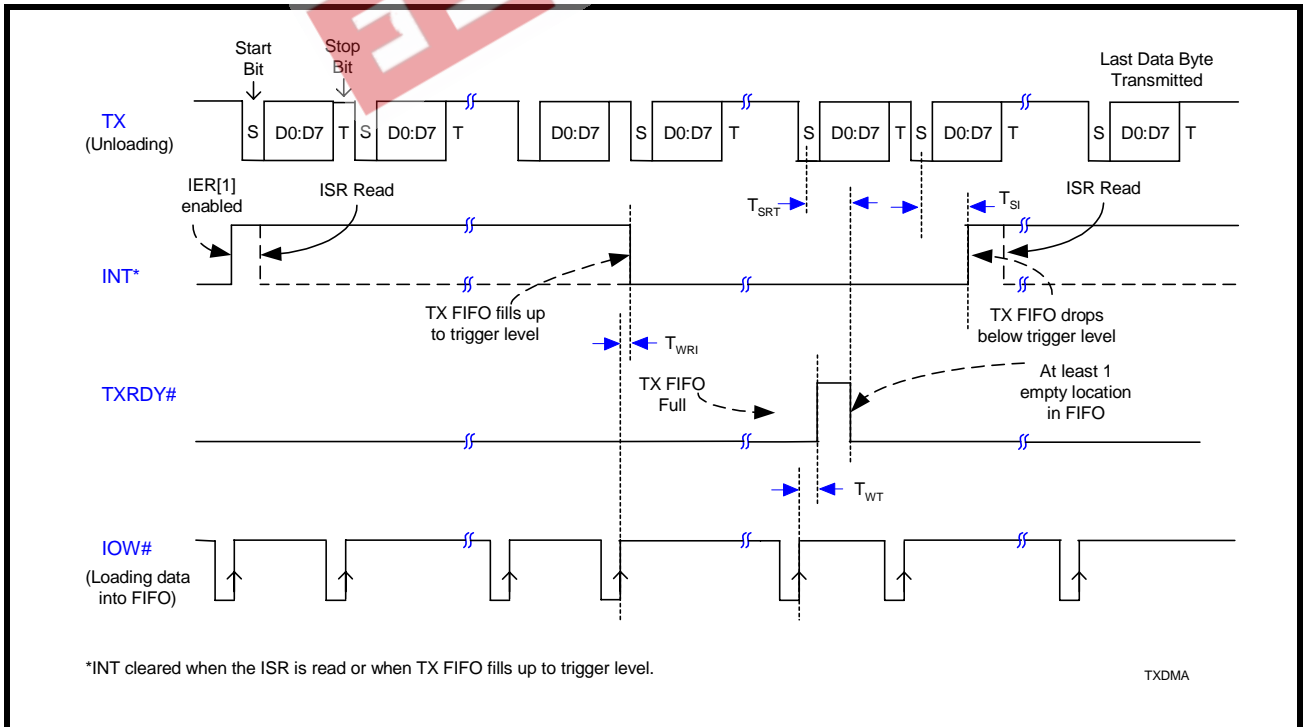 Start
Bit
Stop
Bit
Last Data Byte
Transmitted
TX
(Unloading)
S D0:D7 T S D0:D7 T D0:D7 S D0:D7 T S D0:D7 T S D0:D7 T S D0:D7 T
IER[1]
enabled
ISR Read
TSRT
TSI
ISR Read
INT*
TX FIFO fills up
to trigger level
TX FIFO drops
below trigger level
TWRI
TXRDY#
TX FIFO
Full
At least 1
empty location
in FIFO
TWT
IOW#
(Loading data
into FIFO)
*INT cleared when the ISR is read or when TX FIFO fills up to trigger level.
TXDMA